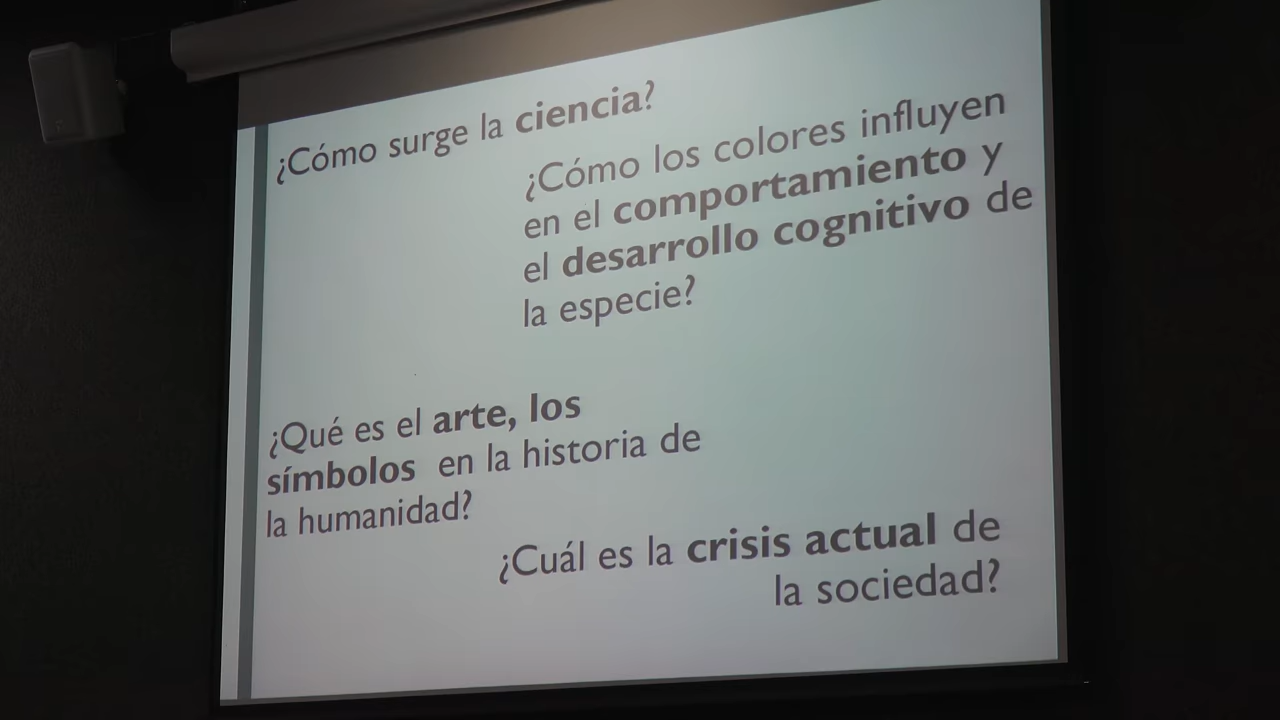 ¿Cómo surge la ciencia?
¿Cómo los colores influyen
en el comportamiento y
el desarrollo cognitivo de
la especie?
¿Qué es el arte, los
símbolos en la historia de
la humanidad?
¿Cuál es la crisis actual de
la sociedad?